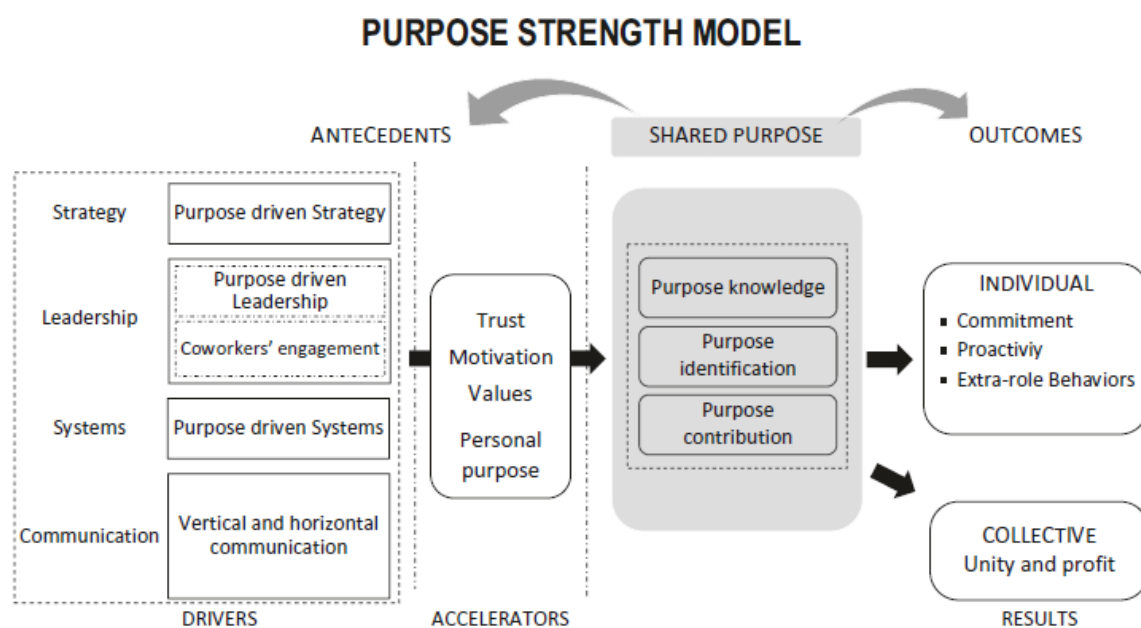 PURPOSE STRENGTH MODEL
ANTECEDENTS
SHARED PURPOSE
OUTCOMES
Strategy
Purpose driven Strategy
Leadership
Purpose driven
Leadership
Coworkers' engagement
Systems
Purpose driven Systems
Communication
Vertical and horizontal
communication
DRIVERS
Trust
Motivation
Values
Personal
purpose
ACCELERATORS
Purpose knowledge
Purpose
identification
Purpose
contribution
INDIVIDUAL
▪ Commitment
▪ Proactiviy
▪ Extra-role Behaviors
COLLECTIVE
Unity and profit
RESULTS